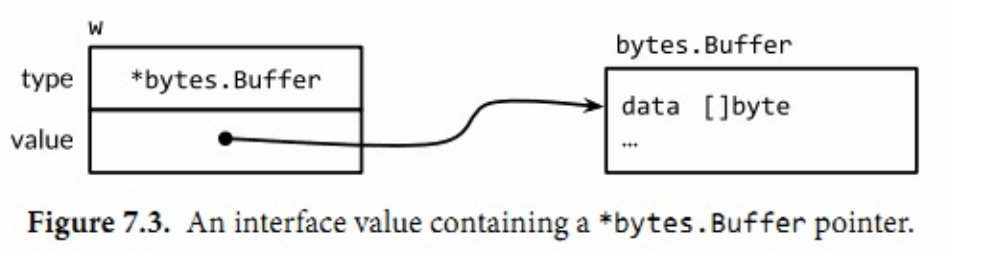 w
type *bytes.Buffer
value
bytes.Buffer
data []byte
...
Figure 7.3. An interface value containing a *bytes.Buffer pointer.